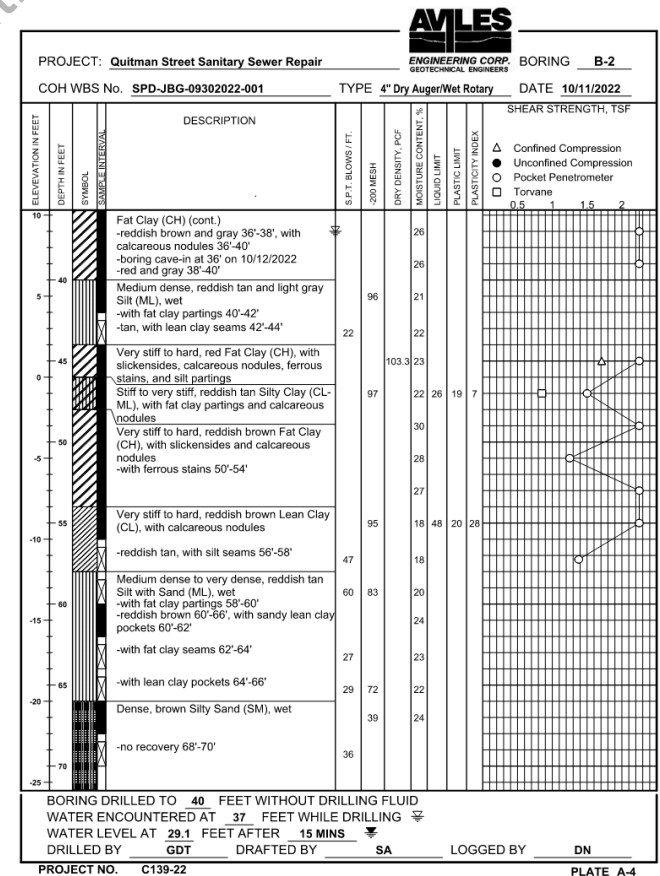 AVILES
ENGINEERING CORP.
GEOTECHNICAL ENGINEERS
PROJECT: Quitman Street Sanitary Sewer Repair
BORING B-2
COH WBS No. SPD-JBG-09302022-001 TYPE 4" Dry Auger/Wet Rotary DATE 10/11/2022
ELEVATION IN FEET
DEPTH IN FEET
SYMBOL
SAMPLE INTERVAL
DESCRIPTION
S.P.T. BLOWS / FT.
-200 MESH
DRY DENSITY, PCF
MOISTURE CONTENT, %
LIQUID LIMIT
PLASTIC LIMIT
PLASTICITY INDEX
SHEAR STRENGTH, TSF
△ Confined Compression
● Unconfined Compression
○ Pocket Penetrometer
□ Torvane
0.5 1 1.5 2
10
Fat Clay (CH) (cont.)
-reddish brown and gray 36'-38', with 26
calcareous nodules 36'-40'
-boring cave-in at 36' on 10/12/2022
-red and gray 38'-40' 26
40
Medium dense, reddish tan and light gray
5 Silt (ML), wet 96 21
-with fat clay partings 40'-42'
-tan, with lean clay seams 42'-44' 22 22
Very stiff to hard, red Fat Clay (CH), with
45 slickensides, calcareous nodules, ferrous 103.3 23
0 stains, and silt partings
Stiff to very stiff, reddish tan Silty Clay (CL- 97 22 26 19 7
ML), with fat clay partings and calcareous
nodules
Very stiff to hard, reddish brown Fat Clay 30
50 (CH), with slickensides and calcareous
-5 nodules 28
-with ferrous stains 50'-54'
27
Very stiff to hard, reddish brown Lean Clay
55 (CL), with calcareous nodules 95 18 48 20 28
-10
-reddish tan, with silt seams 56'-58' 47 18
Medium dense to very dense, reddish tan
Silt with Sand (ML), wet 60 83 20
60 -with fat clay partings 58'-60'
-15 -reddish brown 60'-66', with sandy lean clay 24
pockets 60'-62'
-with fat clay seams 62'-64' 27 23
65 -with lean clay pockets 64'-66' 29 72 22
-20
Dense, brown Silty Sand (SM), wet 39 24
-no recovery 68'-70' 36
70
-25
BORING DRILLED TO 40 FEET WITHOUT DRILLING FLUID
WATER ENCOUNTERED AT 37 FEET WHILE DRILLING
WATER LEVEL AT 29.1 FEET AFTER 15 MINS
DRILLED BY GDT DRAFTED BY SA LOGGED BY DN
PROJECT NO. C139-22 PLATE A-4